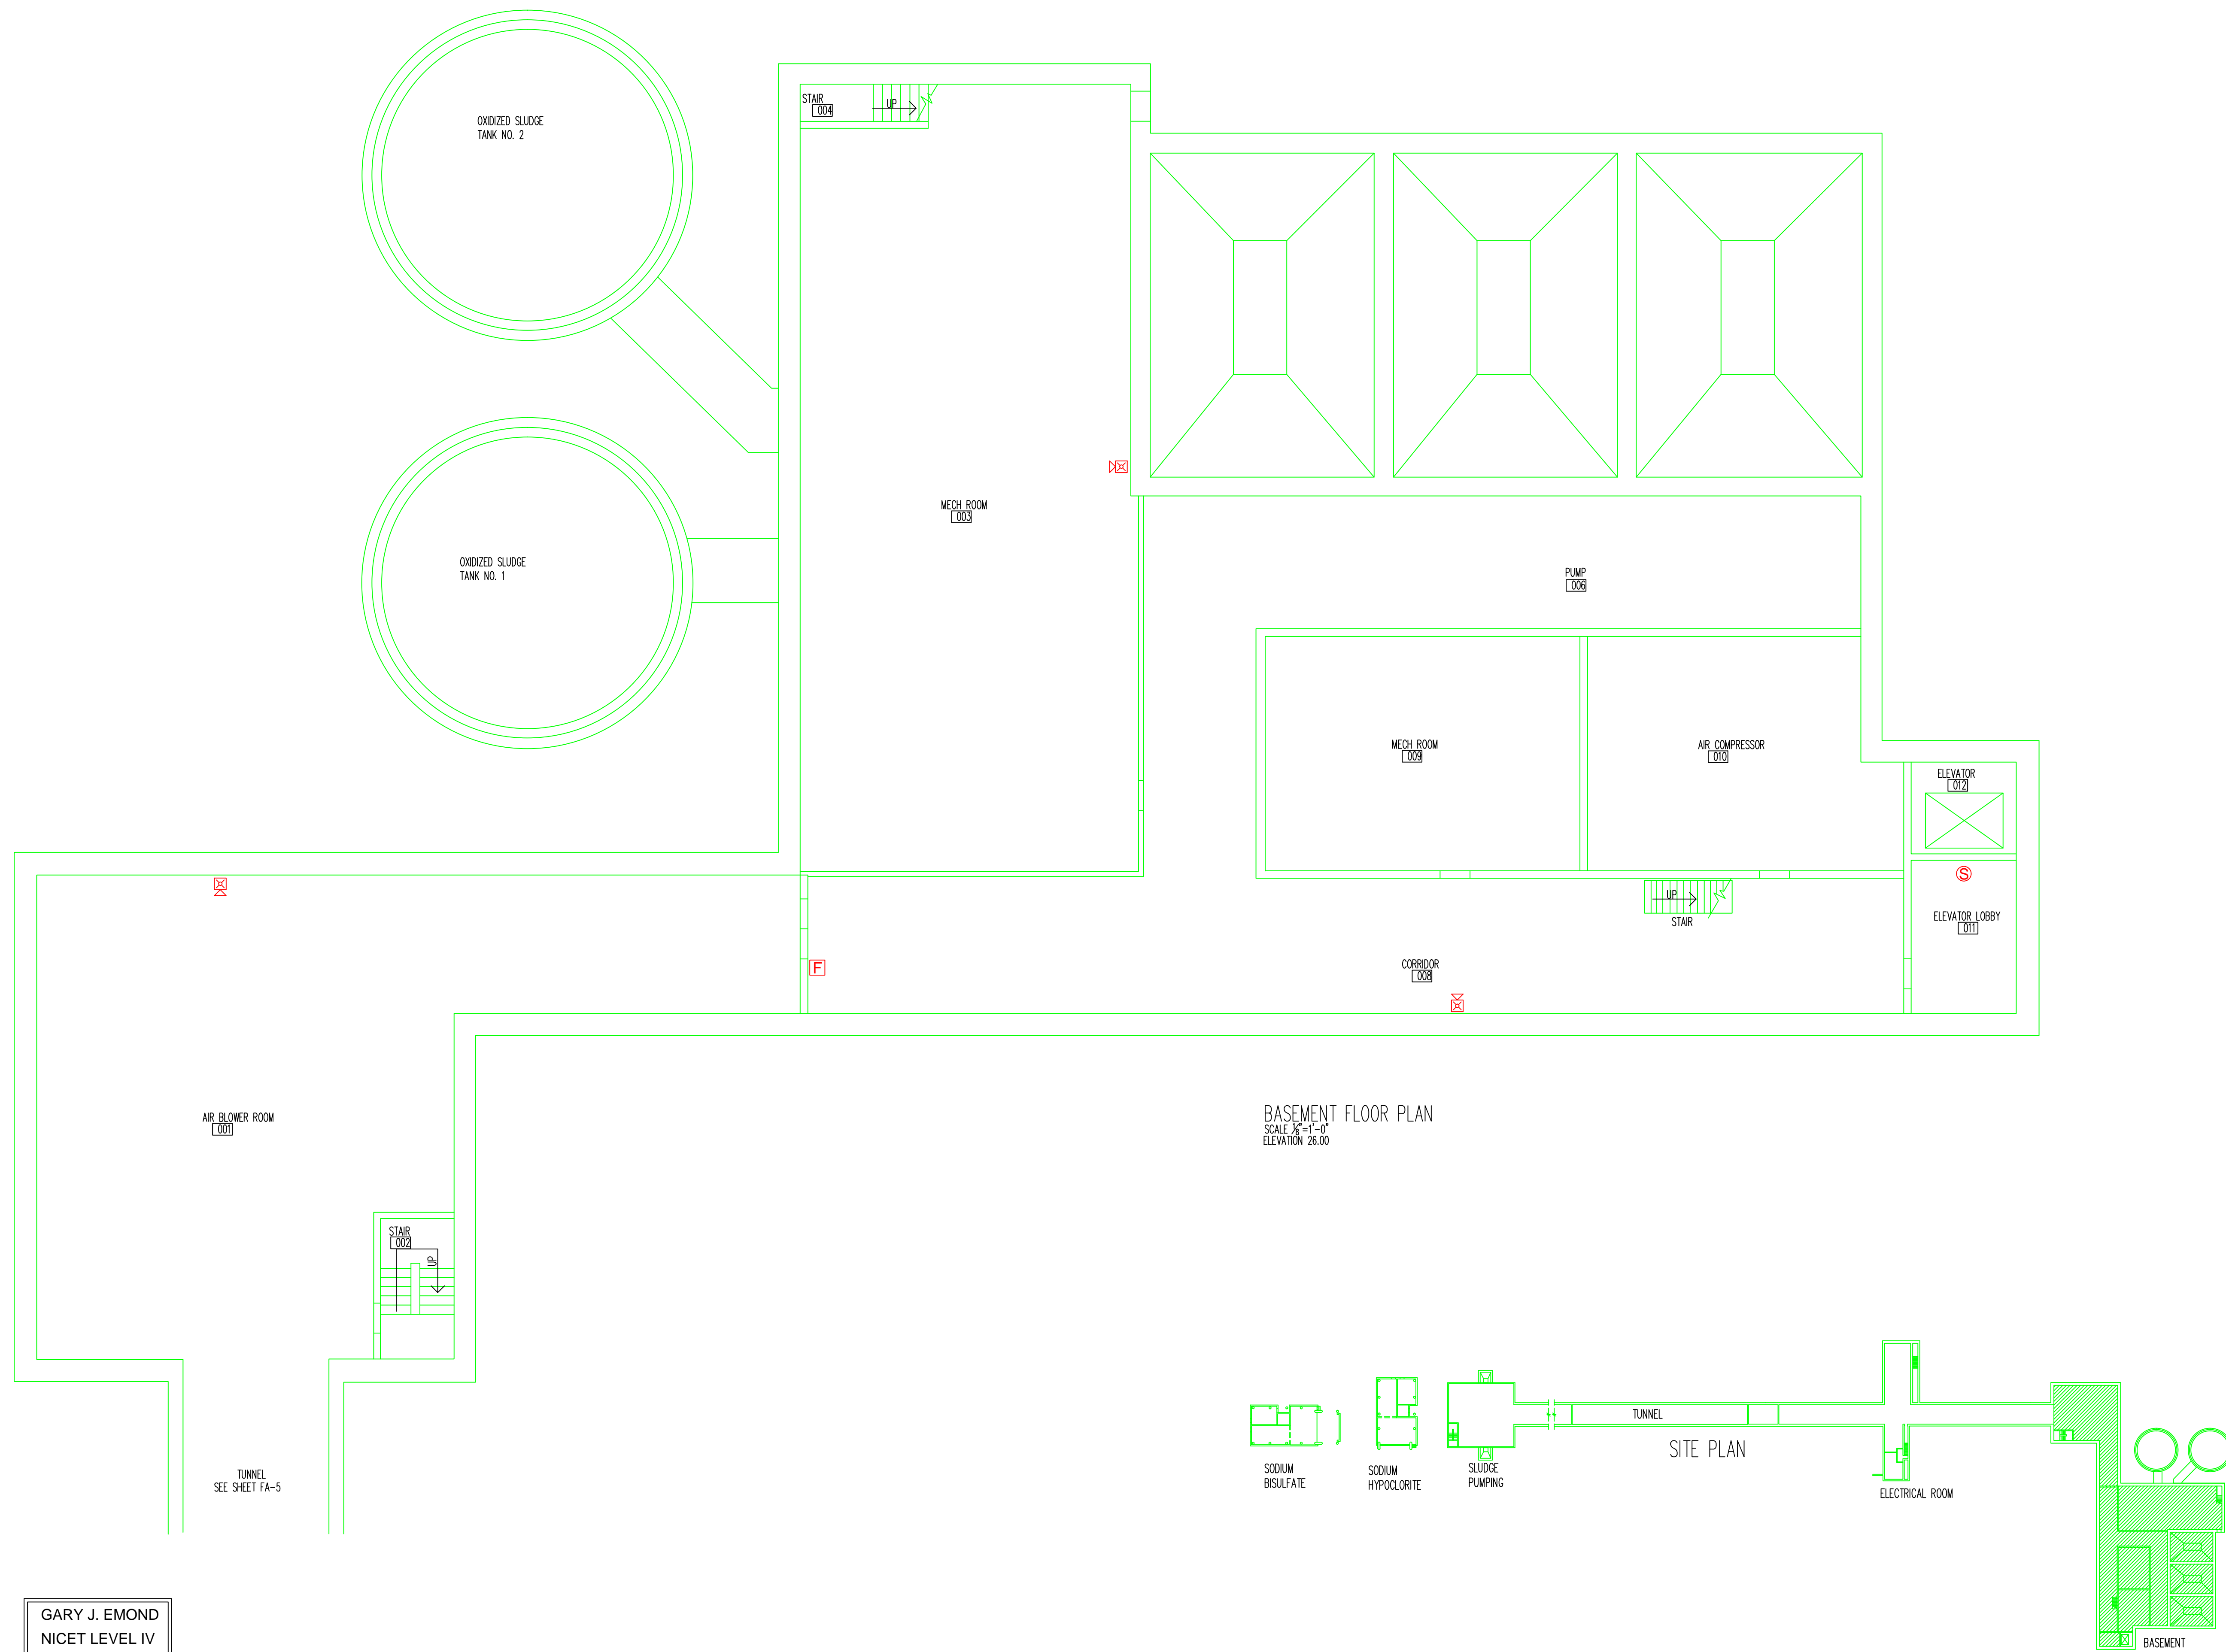 STAIR
004
UP
OXIDIZED SLUDGE
TANK NO. 2
MECH ROOM
003
OXIDIZED SLUDGE
TANK NO. 1
PUMP
006
MECH ROOM
009
AIR COMPRESSOR
010
ELEVATOR
012
S
ELEVATOR LOBBY
011
UP
STAIR
CORRIDOR
008
F
AIR BLOWER ROOM
001
BASEMENT FLOOR PLAN
SCALE ⅛"=1'-0"
ELEVATION 26.00
STAIR
002
UP
TUNNEL
SEE SHEET FA-5
SODIUM
BISULFATE
SODIUM
HYPOCLORITE
SLUDGE
PUMPING
TUNNEL
SITE PLAN
ELECTRICAL ROOM
BASEMENT
GARY J. EMOND
NICET LEVEL IV